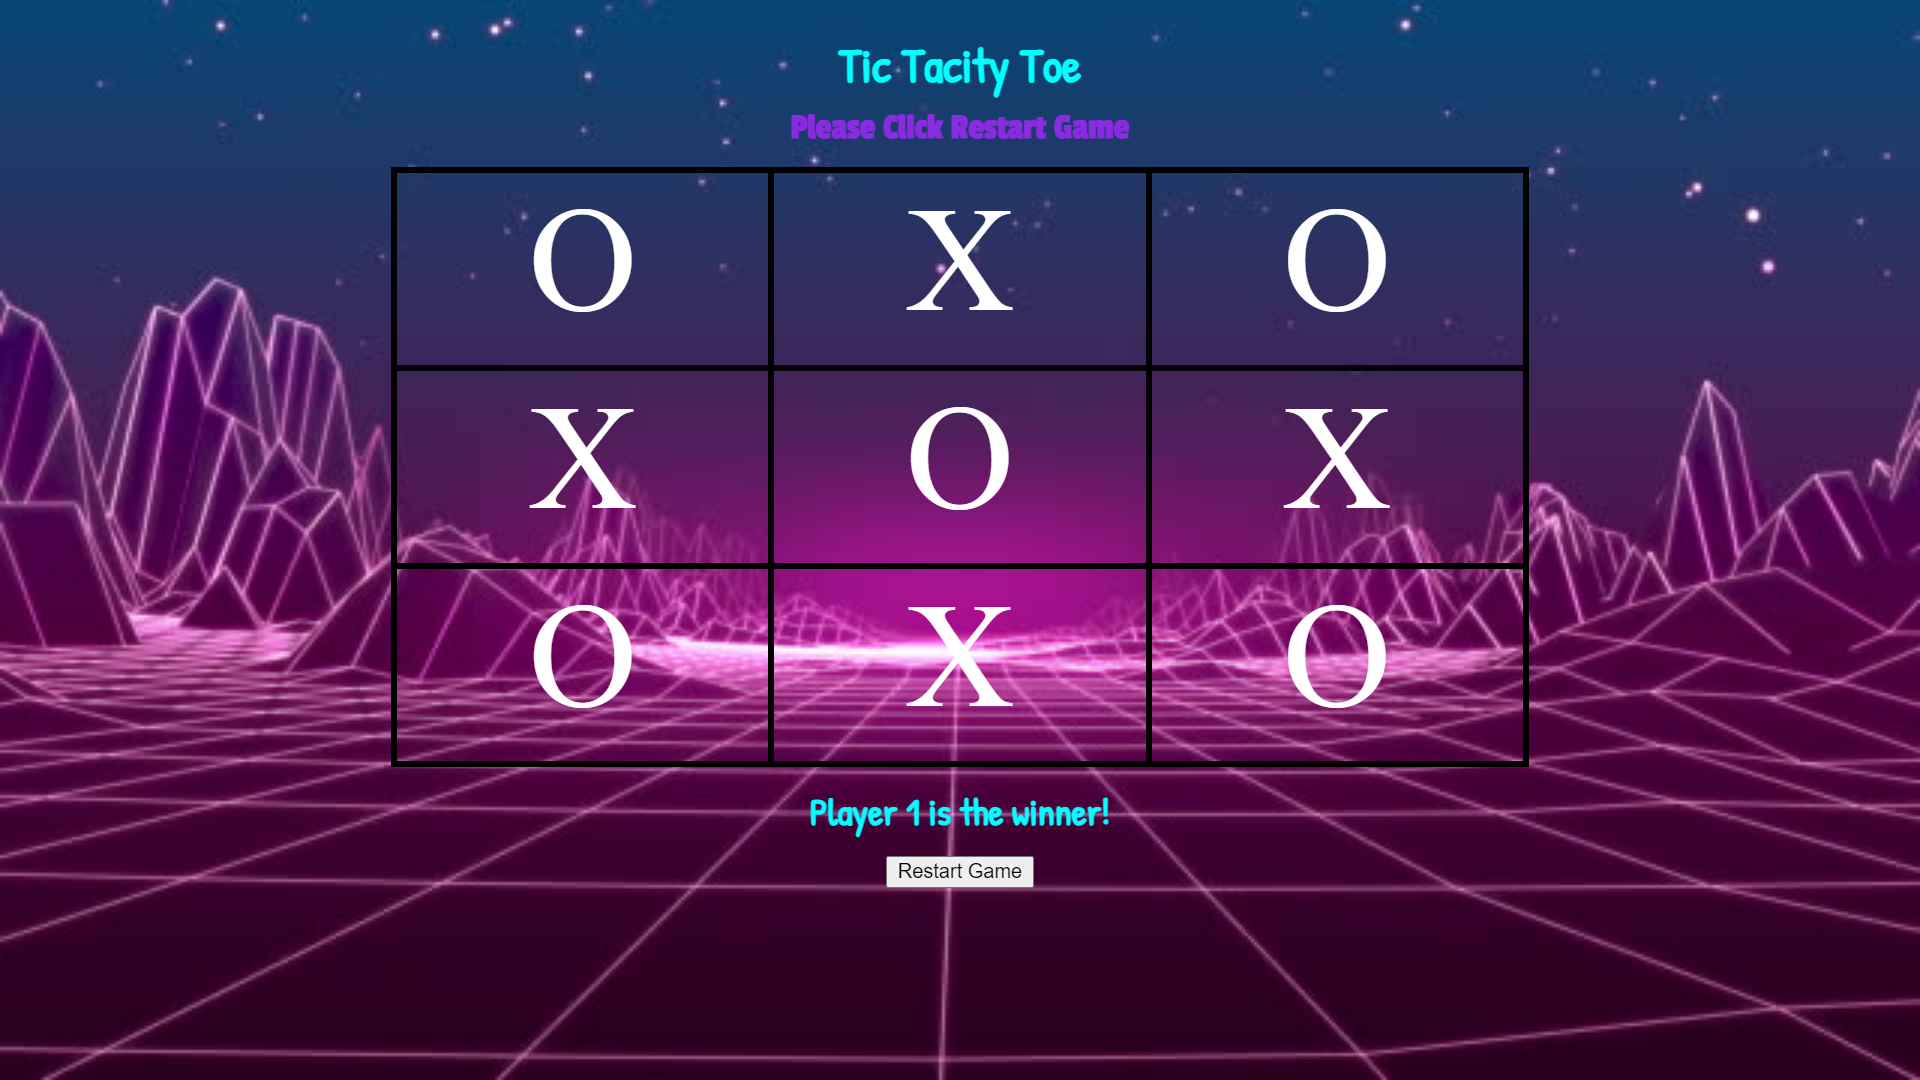 Tic Tacity Toe
Please Click Restart Game
O X O
X O X
O X O
Player 1 is the winner!
Restart Game